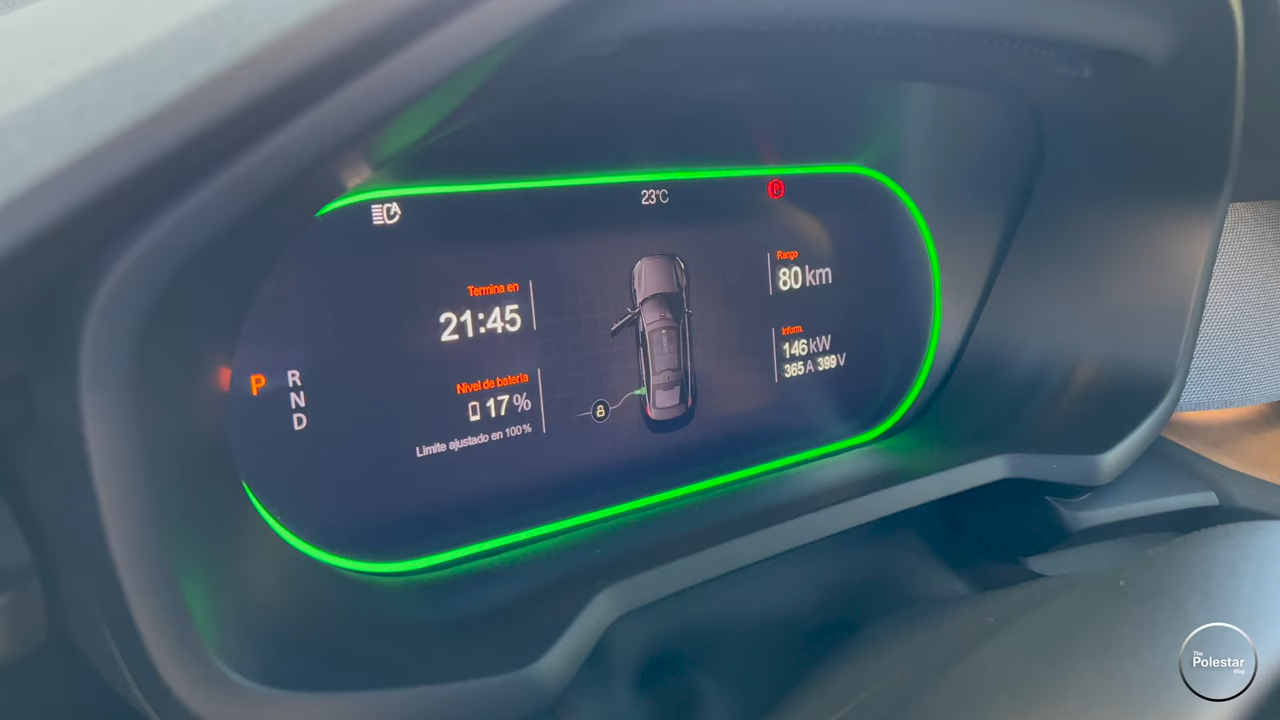 23°C
Termina en
21:45
Nivel de batería
17%
Límite ajustado en 100%
P
R
N
D
Rango
80 km
Inform.
146 kW
365 A 399 V
The
Polestar
vlog